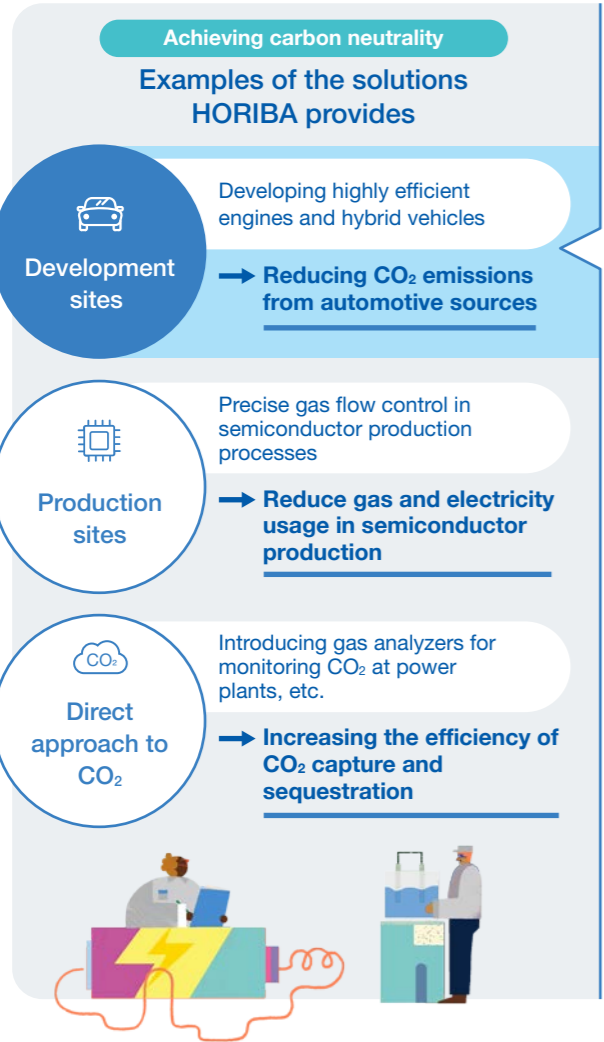 Achieving carbon neutrality
Examples of the solutions
HORIBA provides
Development
sites
Developing highly efficient
engines and hybrid vehicles
→ Reducing CO₂ emissions
from automotive sources
Production
sites
Precise gas flow control in
semiconductor production
processes
→ Reduce gas and electricity
usage in semiconductor
production
CO₂
Direct
approach to
CO₂
Introducing gas analyzers for
monitoring CO₂ at power
plants, etc.
→ Increasing the efficiency of
CO₂ capture and
sequestration